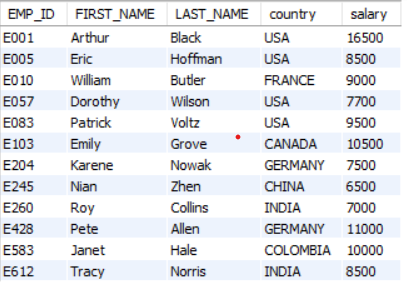 EMP_ID FIRST_NAME LAST_NAME country salary
E001 Arthur Black USA 16500
E005 Eric Hoffman USA 8500
E010 William Butler FRANCE 9000
E057 Dorothy Wilson USA 7700
E083 Patrick Voltz USA 9500
E103 Emily Grove CANADA 10500
E204 Karene Nowak GERMANY 7500
E245 Nian Zhen CHINA 6500
E260 Roy Collins INDIA 7000
E428 Pete Allen GERMANY 11000
E583 Janet Hale COLOMBIA 10000
E612 Tracy Norris INDIA 8500